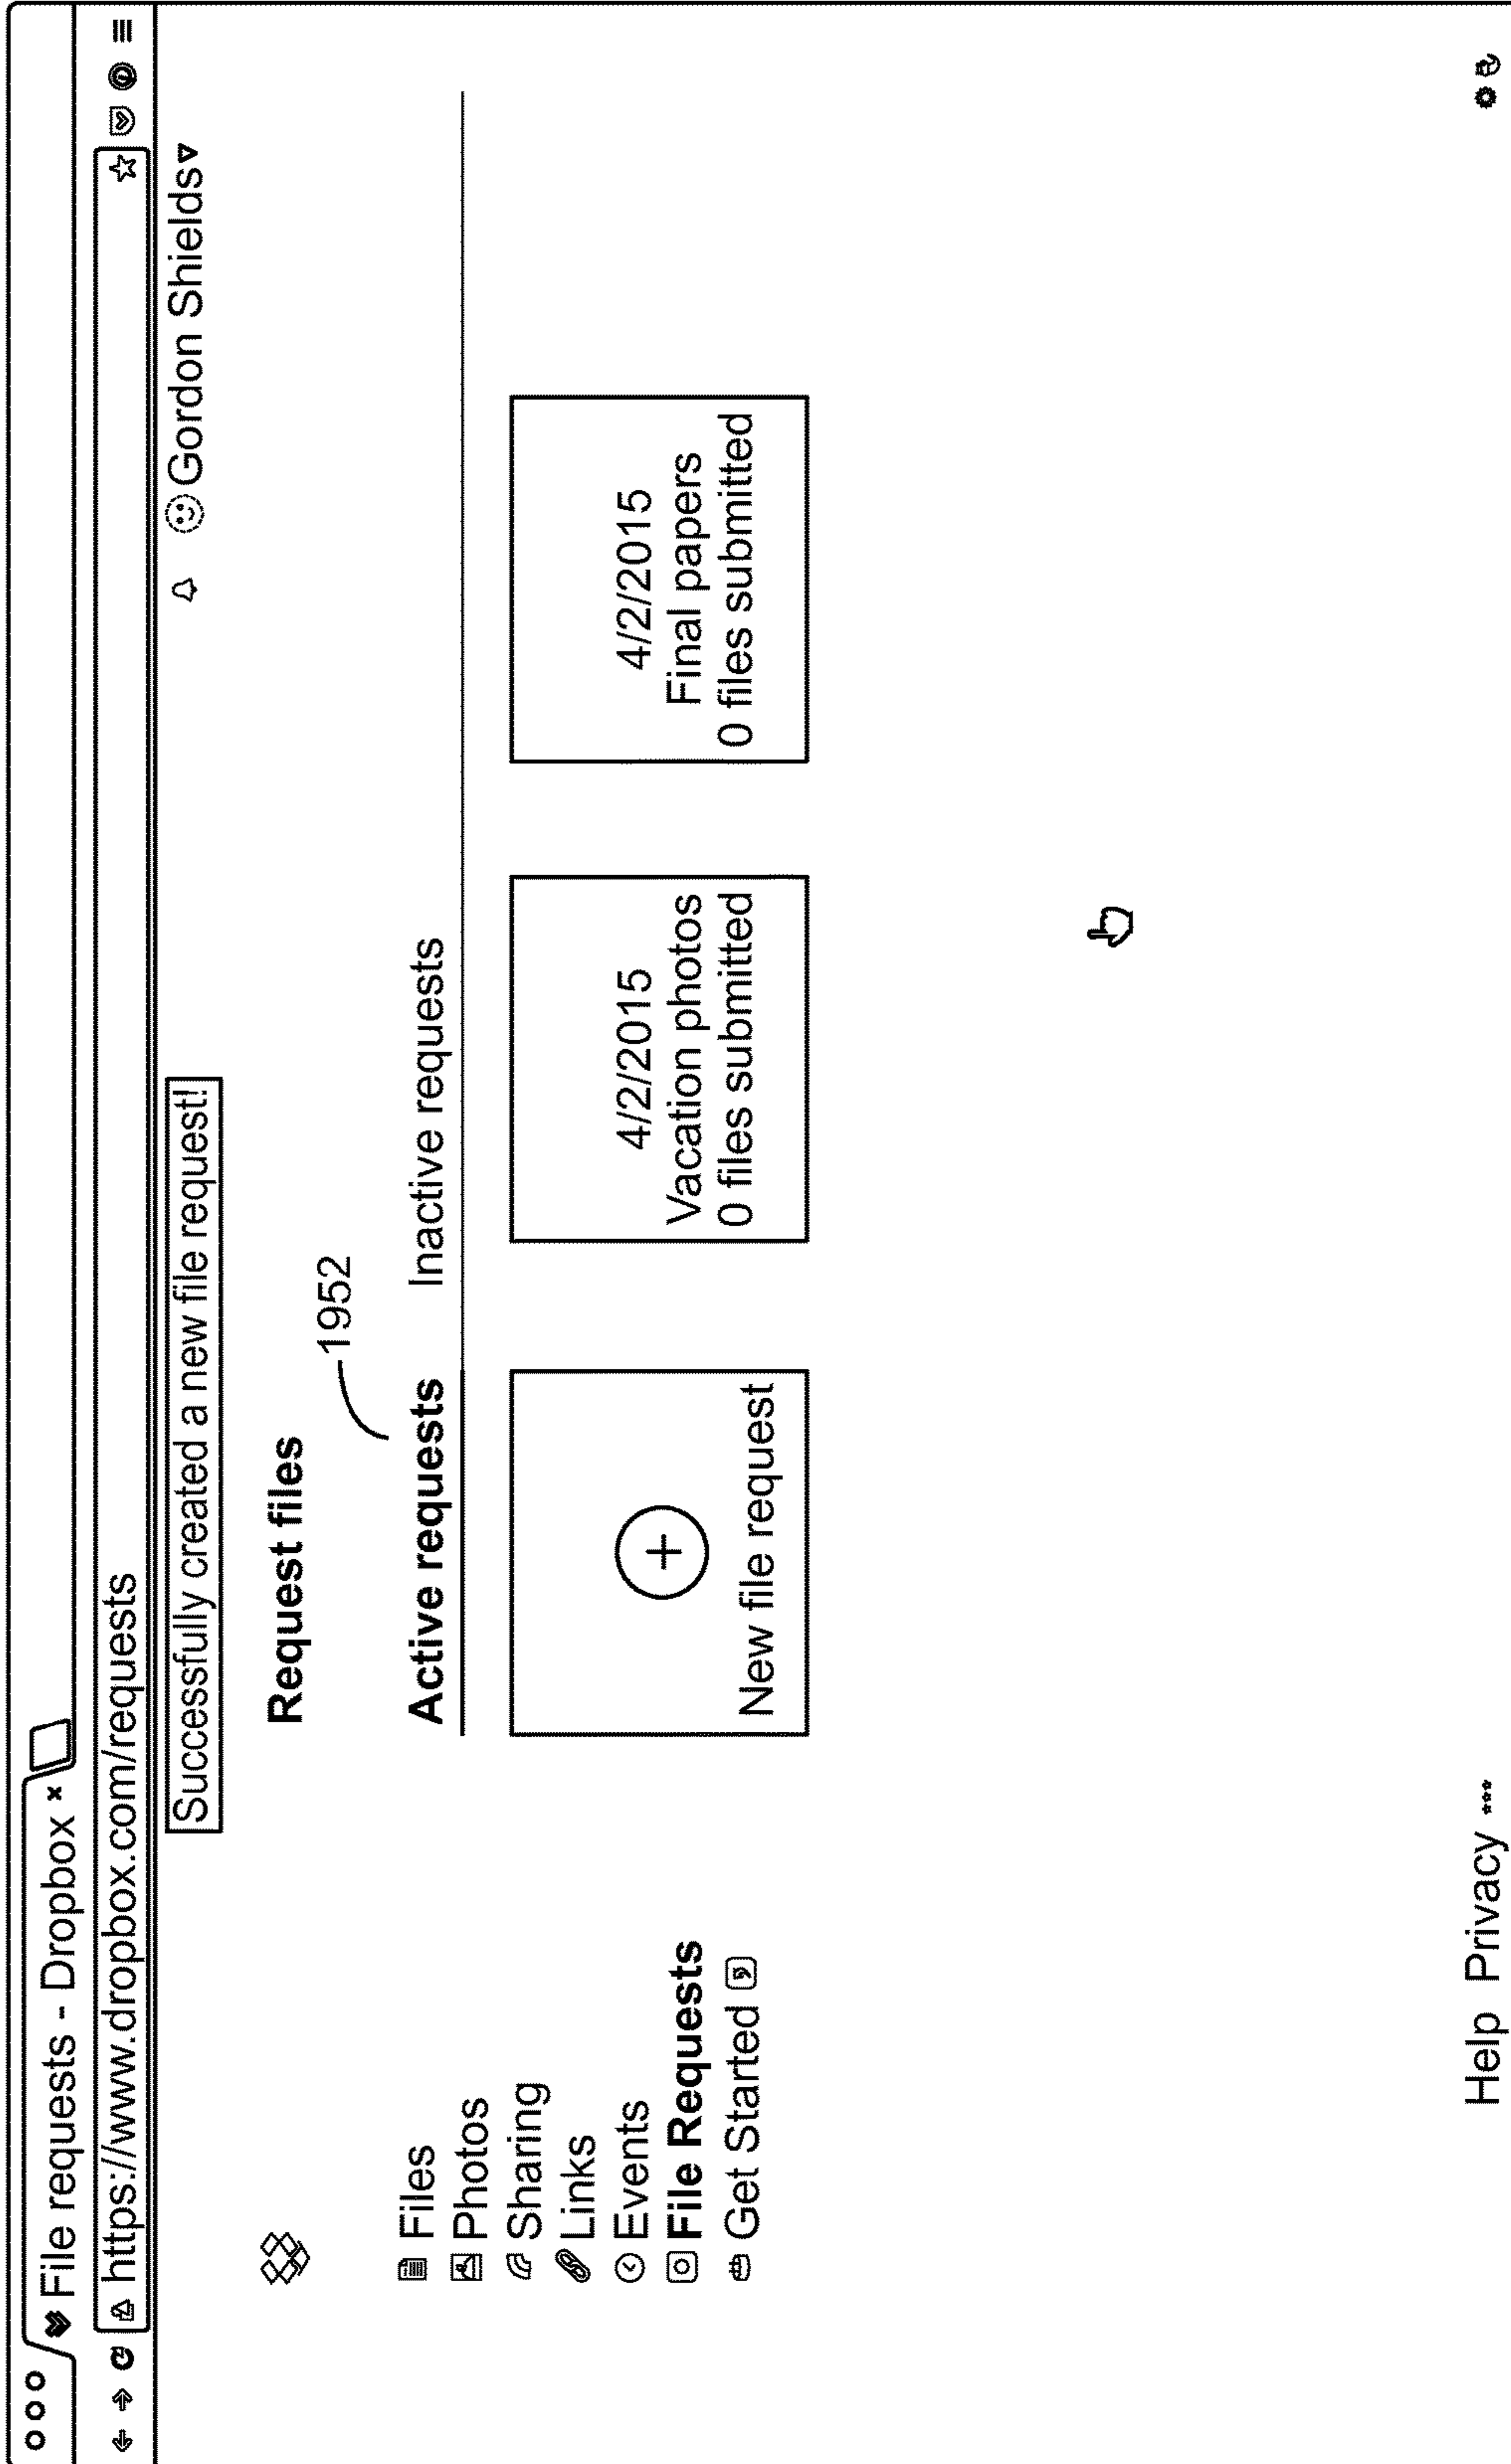 File requests - Dropbox
https://www.dropbox.com/requests
Successfully created a new file request!
Gordon Shields
Request files
1952
Active requests
Inactive requests
Files
Photos
Sharing
Links
Events
File Requests
Get Started
New file request
4/2/2015
Vacation photos
0 files submitted
4/2/2015
Final papers
0 files submitted
Help Privacy